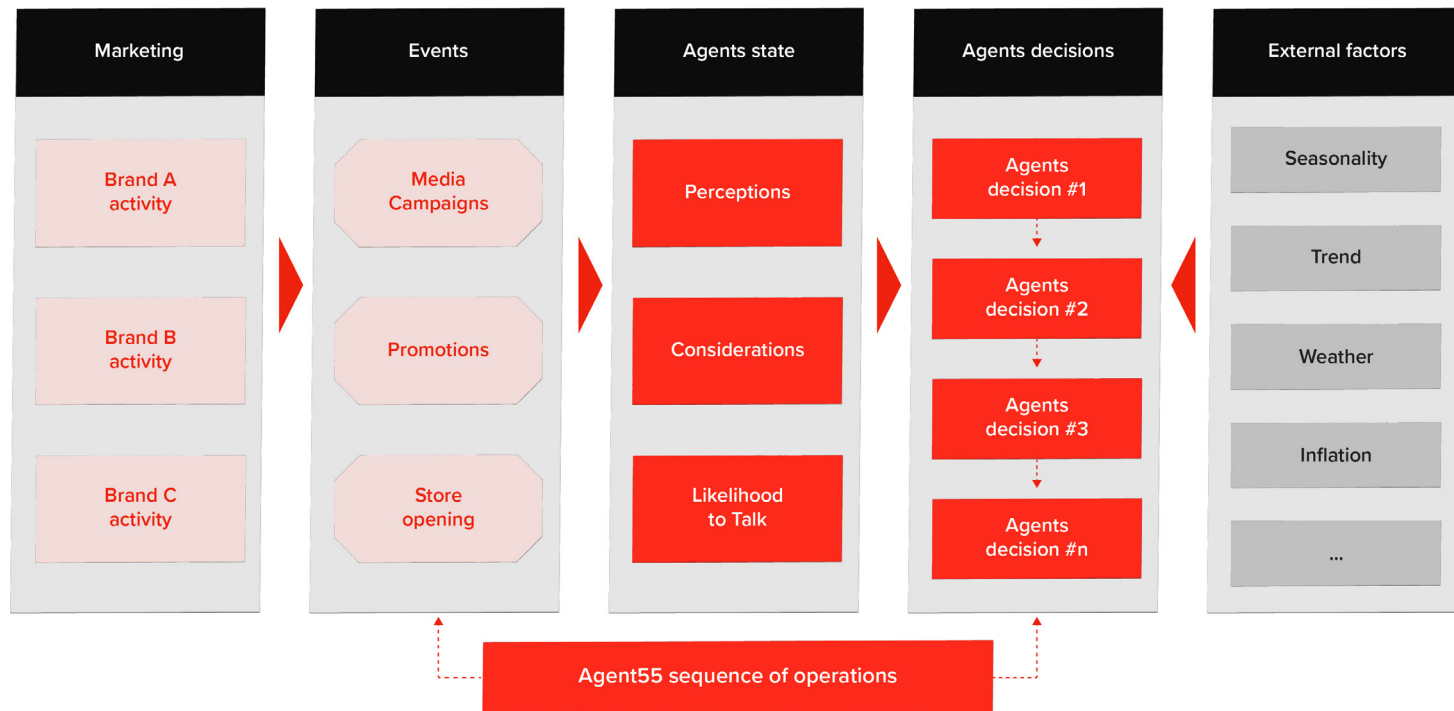 Marketing
Brand A
activity
Brand B
activity
Brand C
activity
Events
Media
Campaigns
Promotions
Store
opening
Agents state
Perceptions
Considerations
Likelihood
to Talk
Agents decisions
Agents
decision #1
Agents
decision #2
Agents
decision #3
Agents
decision #n
External factors
Seasonality
Trend
Weather
Inflation
...
Agent55 sequence of operations